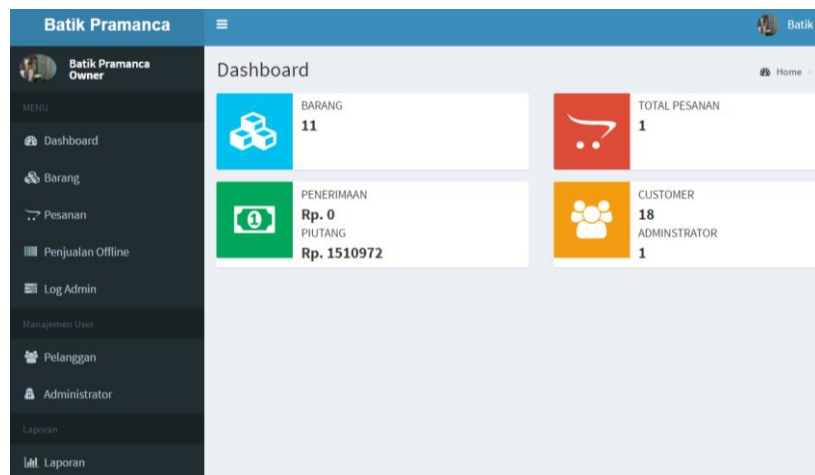 Batik Pramanca
Batik
Batik Pramanca
Owner
MENU
Dashboard
Barang
Pesanan
Penjualan Offline
Log Admin
Manajemen User
Pelanggan
Administrator
Laporan
Laporan
Dashboard
Home
BARANG
11
TOTAL PESANAN
1
PENERIMAAN
Rp. 0
PIUTANG
Rp. 1510972
CUSTOMER
18
ADMINSTRATOR
1